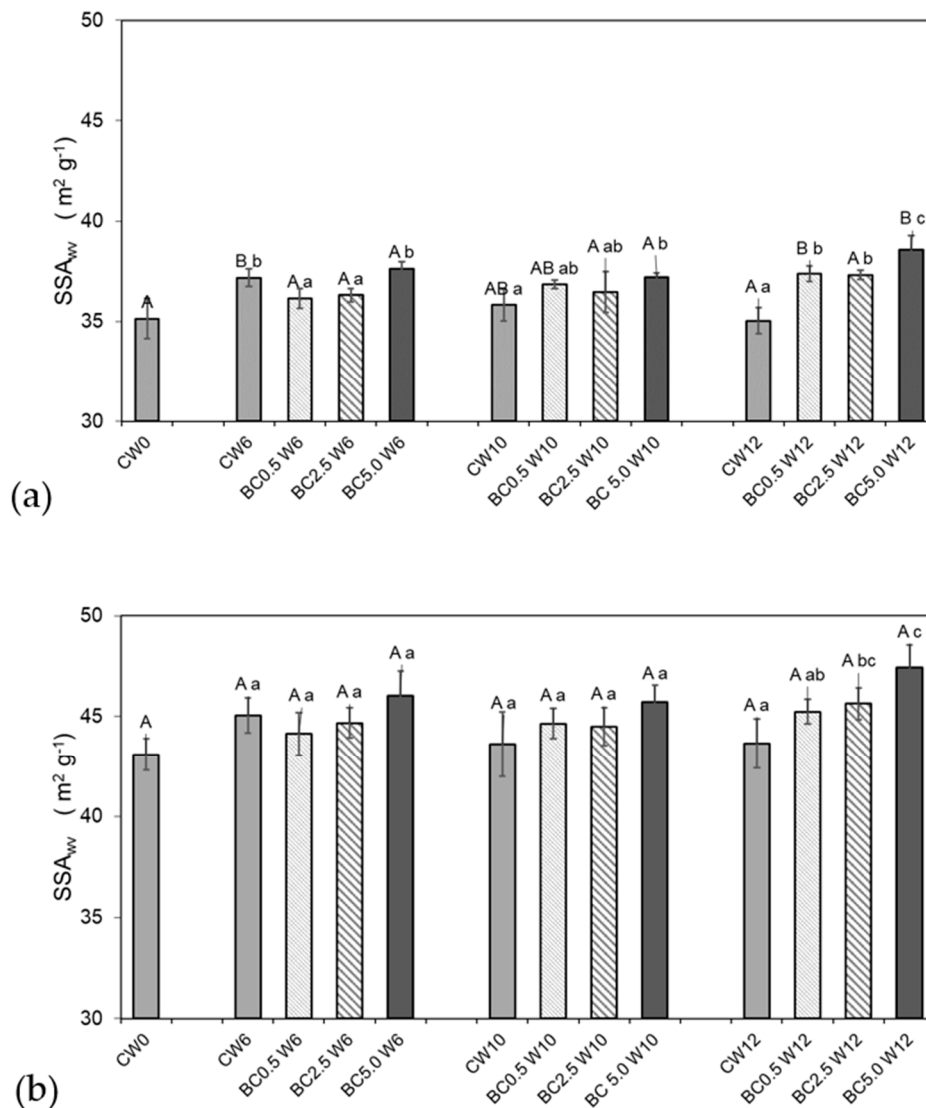 50
45
40
35
30
SSAwv ( m² g⁻¹)
A
B b
A a
A a
A b
AB a
AB ab
A ab
A b
A a
B b
A b
B c
CW0
CW6
BC0.5 W6
BC2.5 W6
BC5.0 W6
CW10
BC0.5 W10
BC2.5 W10
BC 5.0 W10
CW12
BC0.5 W12
BC2.5 W12
BC5.0 W12
(a)
50
45
40
35
30
SSAwv ( m² g⁻¹)
A
A a
A a
A a
A a
A a
A a
A a
A a
A a
A ab
A bc
A c
CW0
CW6
BC0.5 W6
BC2.5 W6
BC5.0 W6
CW10
BC0.5 W10
BC2.5 W10
BC 5.0 W10
CW12
BC0.5 W12
BC2.5 W12
BC5.0 W12
(b)